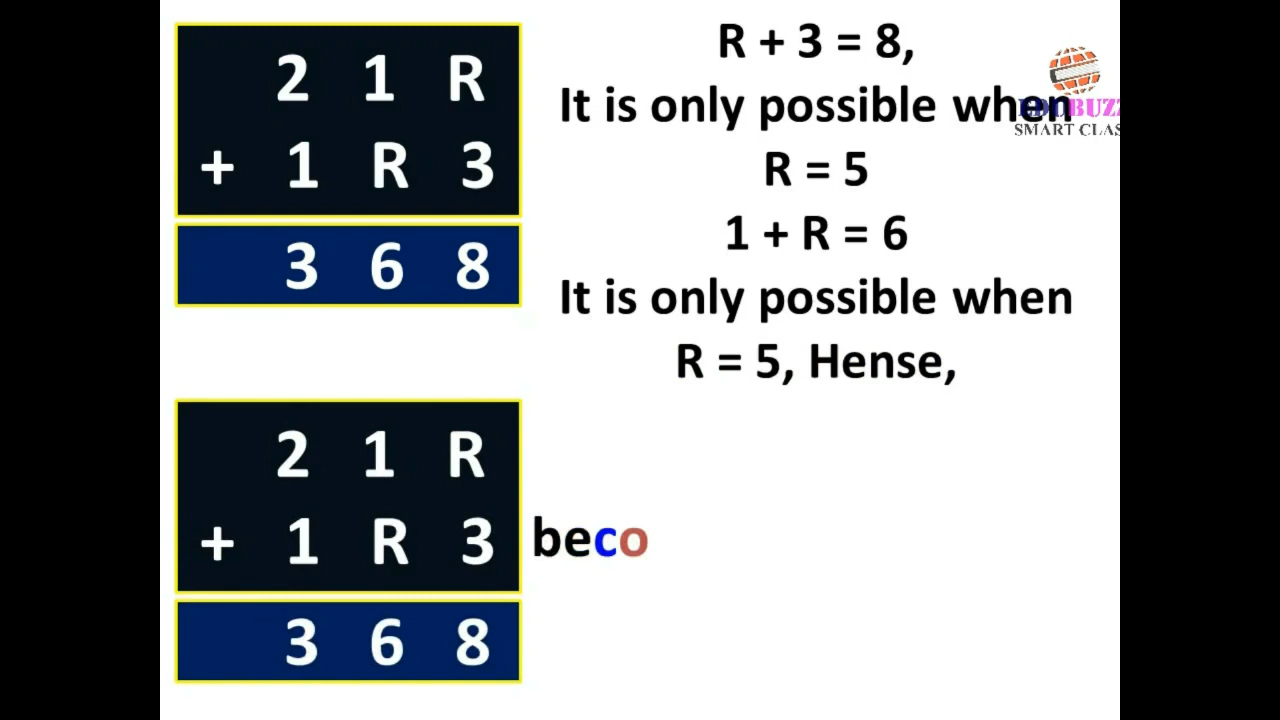 2 1 R
+ 1 R 3
3 6 8
R + 3 = 8,
It is only possible when
R = 5
1 + R = 6
It is only possible when
R = 5, Hense,
EDUBUZZ
SMART CLAS
2 1 R
+ 1 R 3
3 6 8
beco